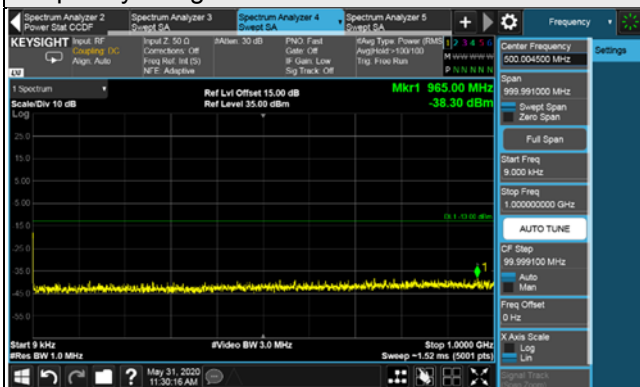 Spectrum Analyzer 2
Power Stat CCDF
Spectrum Analyzer 3
Swept SA
Spectrum Analyzer 4
Swept SA
Spectrum Analyzer 5
Swept SA
+
Frequency
KEYSIGHT
Input: RF
Coupling: DC
Align: Auto
Input Z: 50 Ω
Corrections: Off
Freq Ref: Int (S)
NFE: Adaptive
#Atten: 30 dB
PNO: Fast
Gate: Off
IF Gain: Low
Sig Track: Off
#Avg Type: Power (RMS)
Avg|Hold:>100/100
Trig: Free Run
1 2 3 4 5 6
M w w w w w
P N N N N N
LXI
1 Spectrum
Scale/Div 10 dB
Log
Ref Lvl Offset 15.00 dB
Ref Level 35.00 dBm
Mkr1 965.00 MHz
-38.30 dBm
25.0
15.0
5.00
-5.00
-15.0
-25.0
-35.0
-45.0
-55.0
DL1 -13.00 dBm
1
Start 9 kHz
#Res BW 1.0 MHz
#Video BW 3.0 MHz
Stop 1.0000 GHz
Sweep ~1.52 ms (5001 pts)
Center Frequency
500.004500 MHz
Settings
Span
999.991000 MHz
Swept Span
Zero Span
Full Span
Start Freq
9.000 kHz
Stop Freq
1.000000000 GHz
AUTO TUNE
CF Step
99.999100 MHz
Auto
Man
Freq Offset
0 Hz
X Axis Scale
Log
Lin
Signal Track
?
May 31, 2020
11:30:16 AM